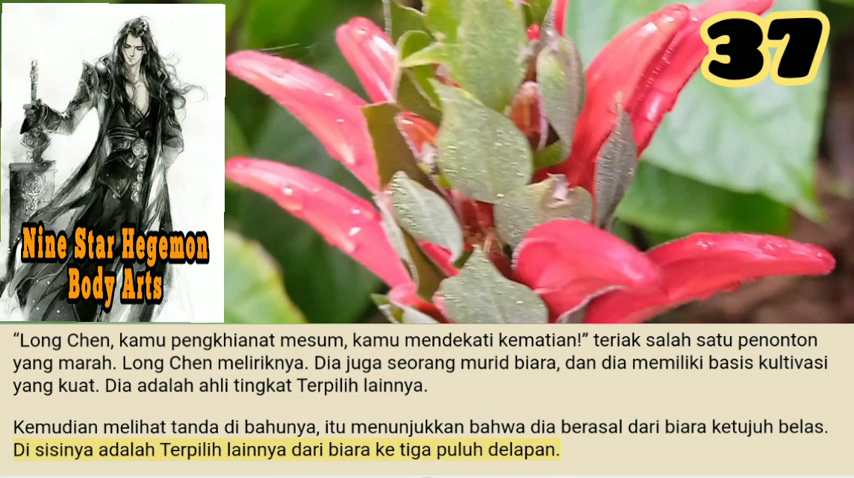 37
Nine Star Hegemon
Body Arts
“Long Chen, kamu pengkhianat mesum, kamu mendekati kematian!” teriak salah satu penonton
yang marah. Long Chen meliriknya. Dia juga seorang murid biara, dan dia memiliki basis kultivasi
yang kuat. Dia adalah ahli tingkat Terpilih lainnya.
Kemudian melihat tanda di bahunya, itu menunjukkan bahwa dia berasal dari biara ketujuh belas.
Di sisinya adalah Terpilih lainnya dari biara ke tiga puluh delapan.